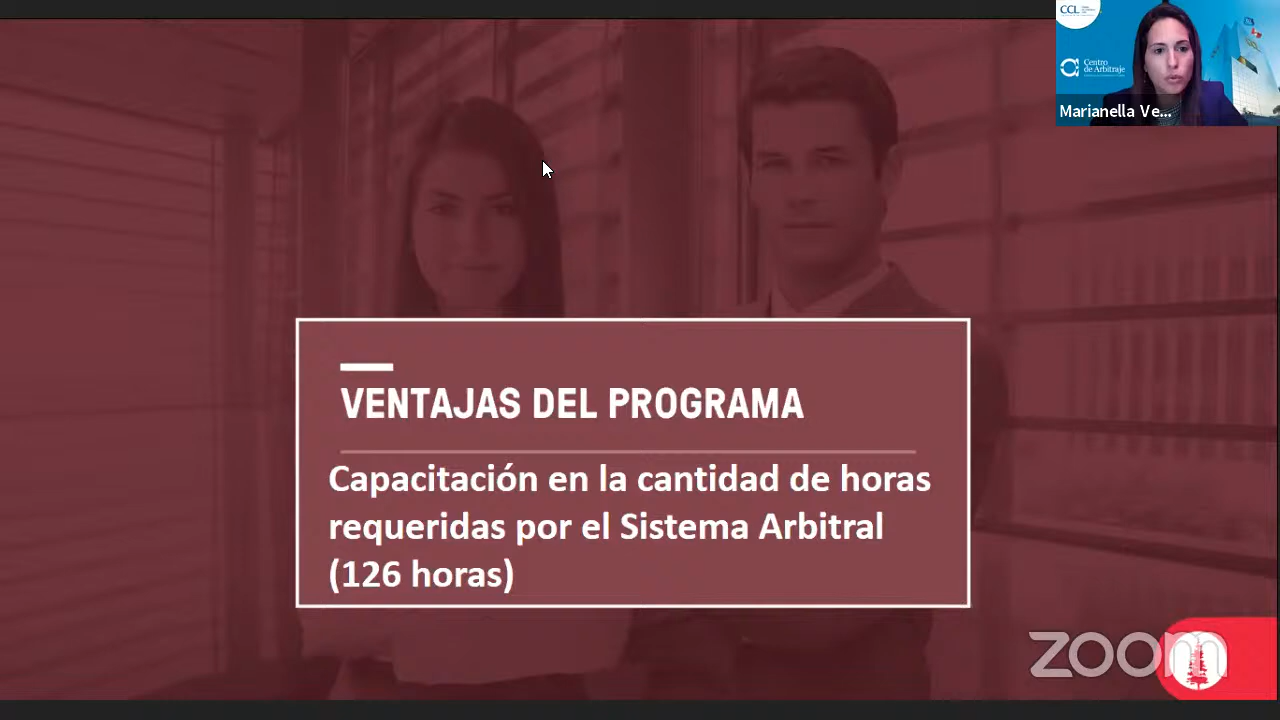 CCL
Centro
de Arbitraje
Marianella Ve...
VENTAJAS DEL PROGRAMA
Capacitación en la cantidad de horas
requeridas por el Sistema Arbitral
(126 horas)
zoom